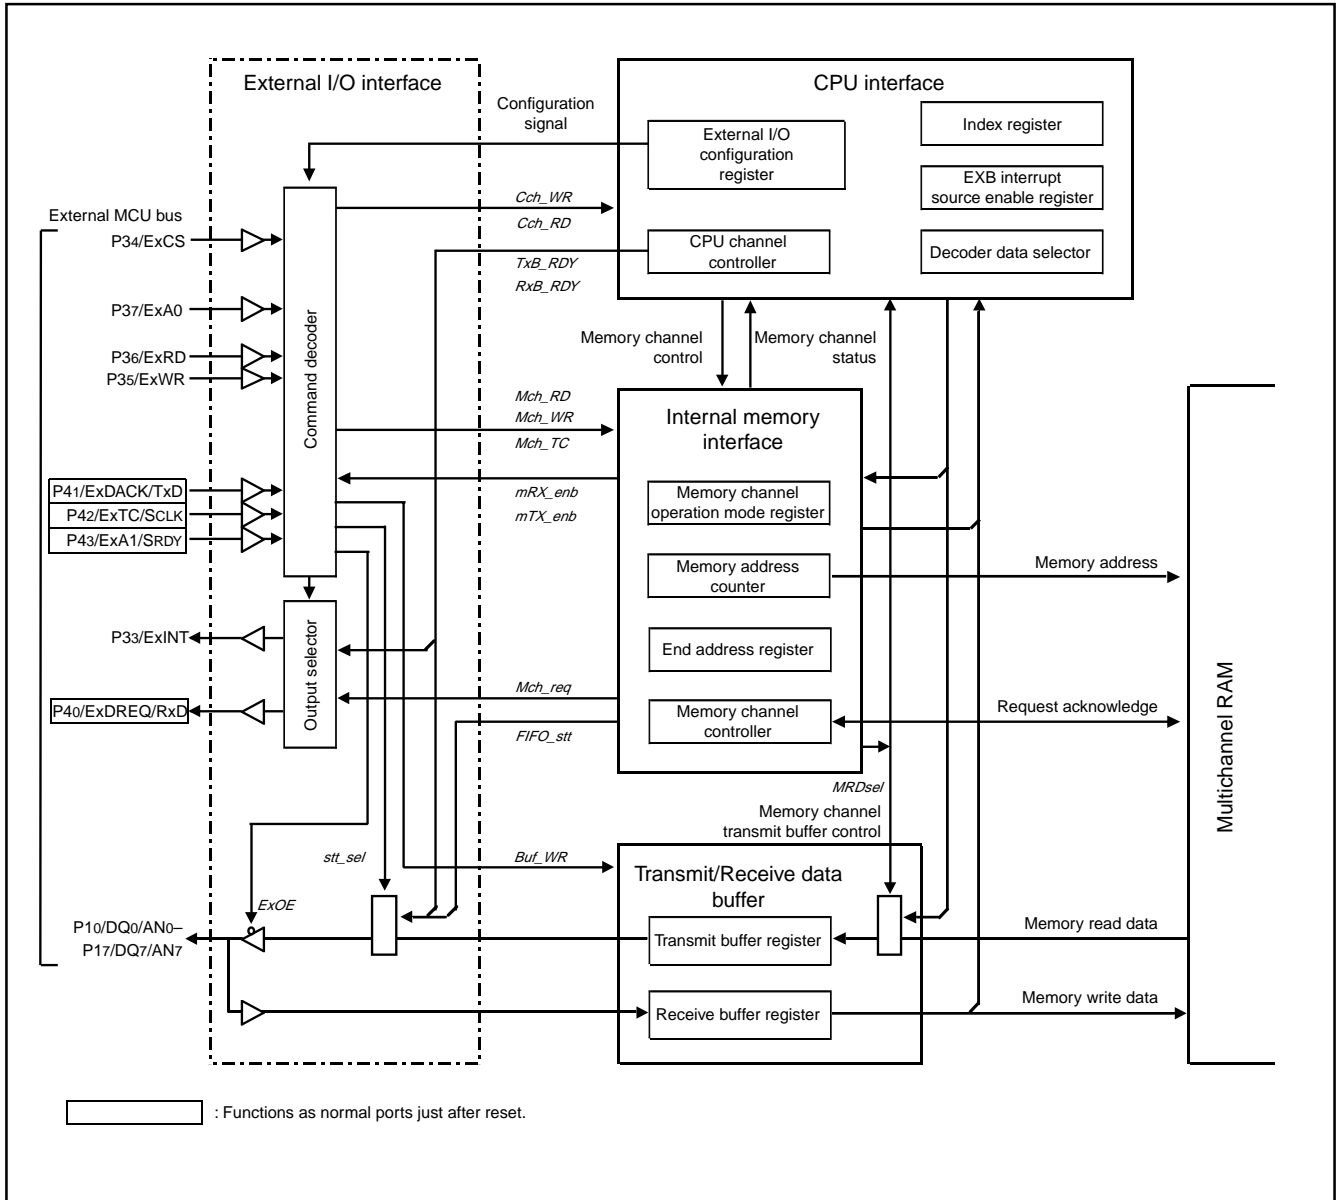 External I/O interface
CPU interface
Configuration
signal
External I/O
configuration
register
Index register
EXB interrupt
source enable register
Decoder data selector
CPU channel
controller
External MCU bus
P34/ExCS
P37/ExA0
P36/ExRD
P35/ExWR
P41/ExDACK/TxD
P42/ExTC/SCLK
P43/ExA1/SRDY
P33/ExINT
P40/ExDREQ/RxD
P10/DQ0/AN0–
P17/DQ7/AN7
Command decoder
Output selector
Cch_WR
Cch_RD
TxB_RDY
RxB_RDY
Memory channel
control
Memory channel
status
Mch_RD
Mch_WR
Mch_TC
mRX_enb
mTX_enb
Internal memory
interface
Memory channel
operation mode register
Memory address
counter
End address register
Memory channel
controller
Memory address
Request acknowledge
Multichannel RAM
Mch_req
FIFO_stt
MRDsel
Memory channel
transmit buffer control
stt_sel
Buf_WR
ExOE
Transmit/Receive data
buffer
Transmit buffer register
Receive buffer register
Memory read data
Memory write data
: Functions as normal ports just after reset.